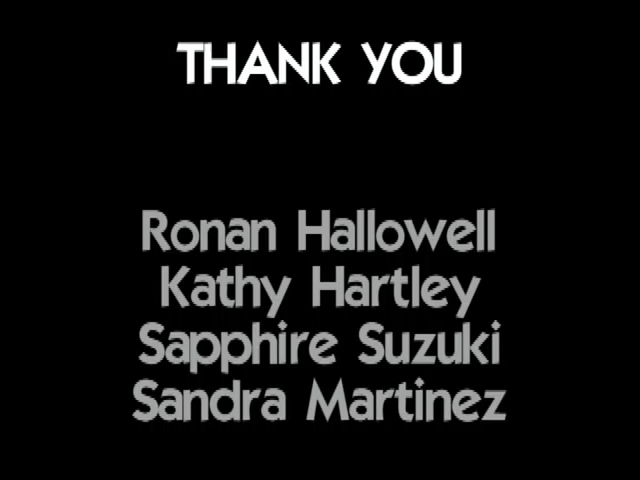 THANK YOU
Ronan Hallowell
Kathy Hartley
Sapphire Suzuki
Sandra Martinez